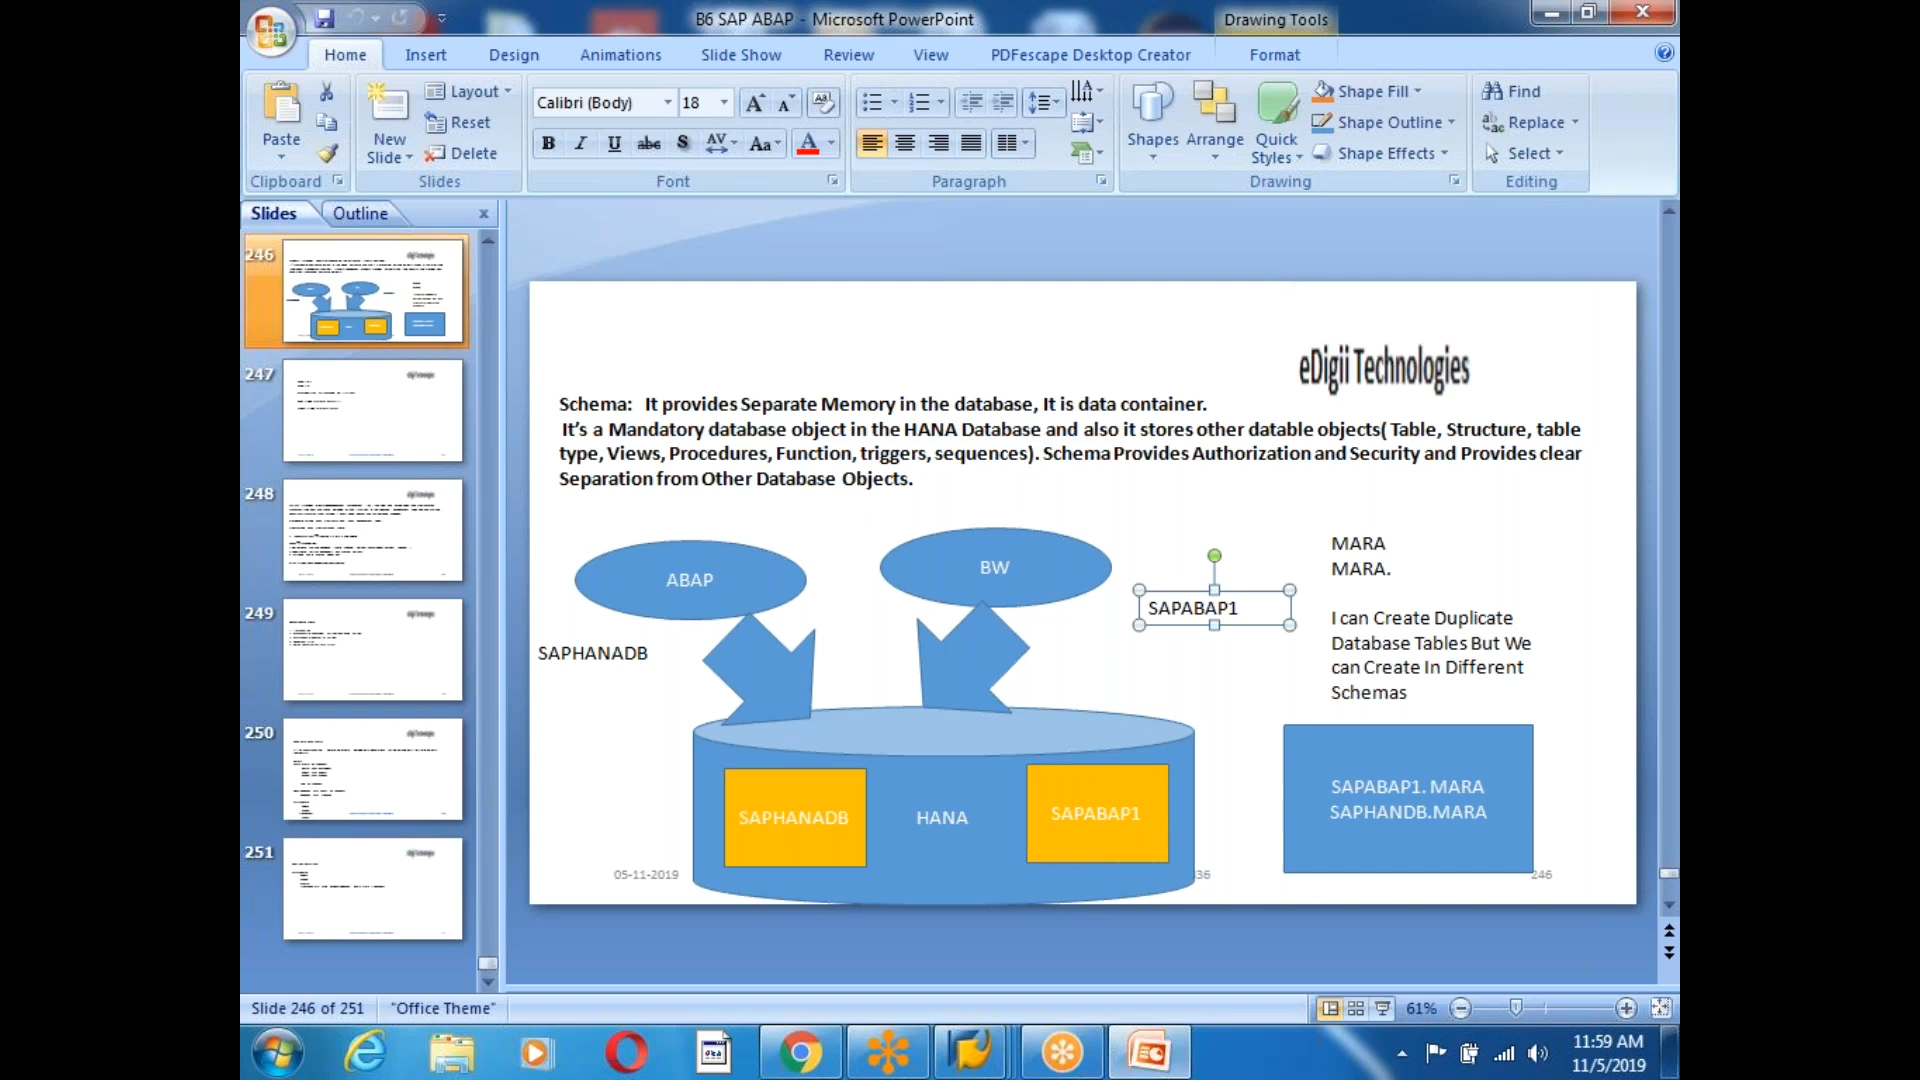 B6 SAP ABAP - Microsoft PowerPoint
Drawing Tools
Home
Insert
Design
Animations
Slide Show
Review
View
PDFescape Desktop Creator
Format
Paste
Clipboard
New
Slide
Layout
Reset
Delete
Slides
Calibri (Body)
18
B I U abc S AV Aa A
Font
Paragraph
Shapes
Arrange
Quick
Styles
Shape Fill
Shape Outline
Shape Effects
Drawing
Find
Replace
Select
Editing
Slides
Outline
246
247
248
249
250
251
eDigii Technologies
Schema: It provides Separate Memory in the database, It is data container.
It's a Mandatory database object in the HANA Database and also it stores other datable objects( Table, Structure, table
type, Views, Procedures, Function, triggers, sequences). Schema Provides Authorization and Security and Provides clear
Separation from Other Database Objects.
ABAP
BW
SAPABAP1
SAPHANADB
MARA
MARA.
I can Create Duplicate
Database Tables But We
can Create In Different
Schemas
SAPHANADB
HANA
SAPABAP1
SAPABAP1. MARA
SAPHANDB.MARA
05-11-2019
36
246
Slide 246 of 251
"Office Theme"
61%
11:59 AM
11/5/2019